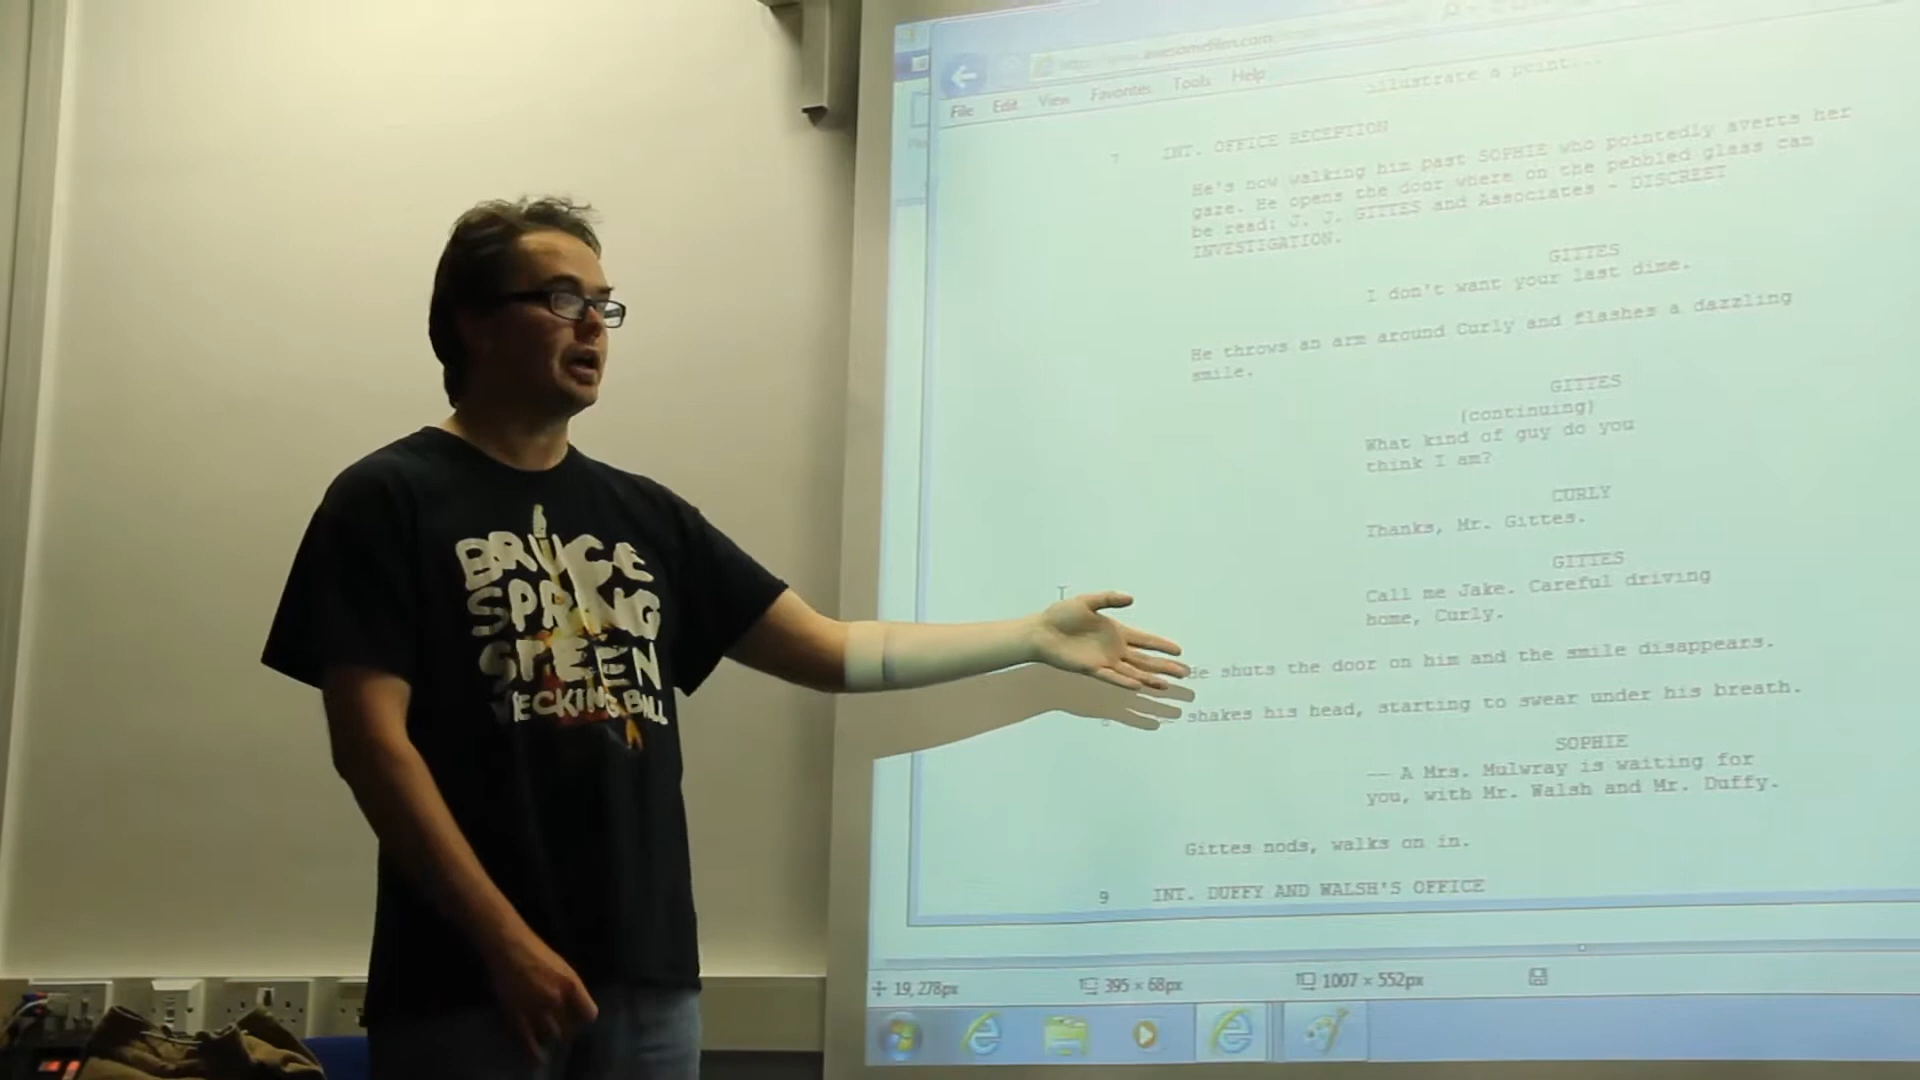 awesomefilm.com
File Edit View Favorites Tools Help
illustrate a point...
7 INT. OFFICE RECEPTION
He's now walking him past SOPHIE who pointedly averts her
gaze. He opens the door where on the pebbled glass can
be read: J. J. GITTES and Associates - DISCREET
INVESTIGATION.
GITTES
I don't want your last dime.
He throws an arm around Curly and flashes a dazzling
smile.
GITTES
(continuing)
What kind of guy do you
think I am?
CURLY
Thanks, Mr. Gittes.
GITTES
Call me Jake. Careful driving
home, Curly.
He shuts the door on him and the smile disappears.
shakes his head, starting to swear under his breath.
SOPHIE
-- A Mrs. Mulwray is waiting for
you, with Mr. Walsh and Mr. Duffy.
Gittes nods, walks on in.
9 INT. DUFFY AND WALSH'S OFFICE
19, 278px 395 × 68px 1007 × 552px
BRUCE
SPRING
STEEN
WRECKING BALL